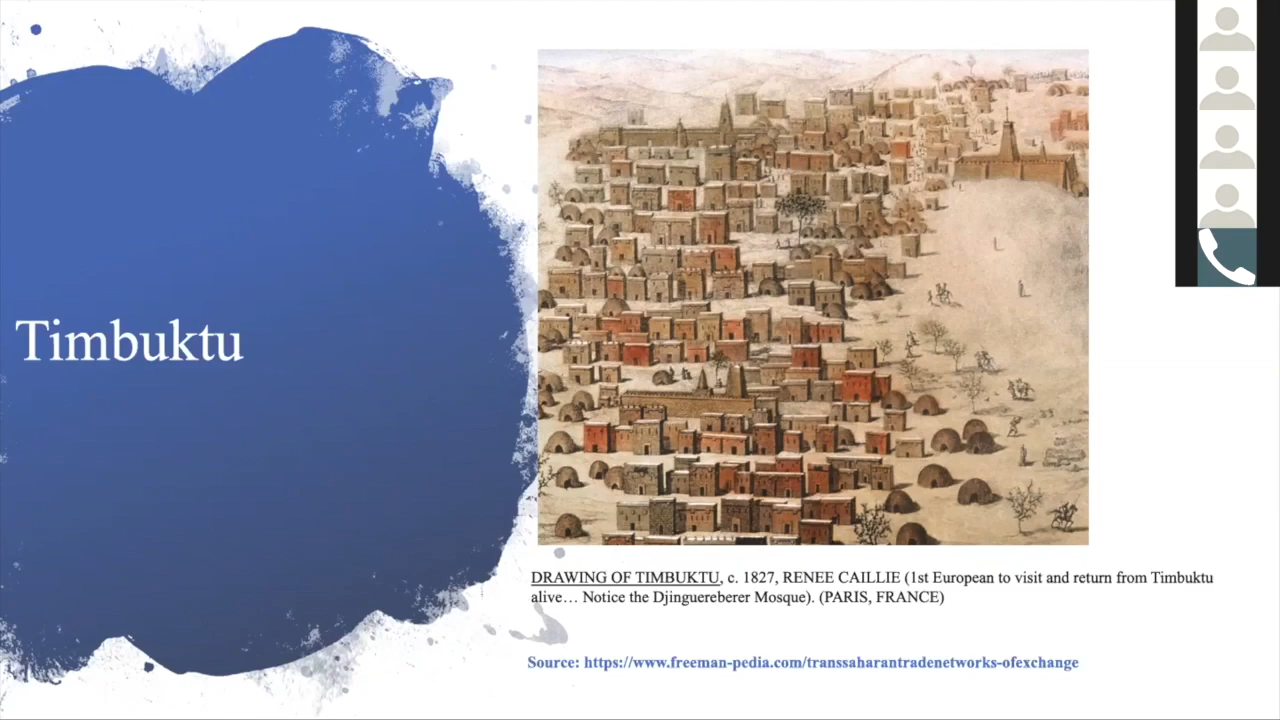 Timbuktu
DRAWING OF TIMBUKTU, c. 1827, RENEE CAILLIE (1st European to visit and return from Timbuktu
alive… Notice the Djinguereberer Mosque). (PARIS, FRANCE)
Source: https://www.freeman-pedia.com/transsaharantradenetworks-ofexchange